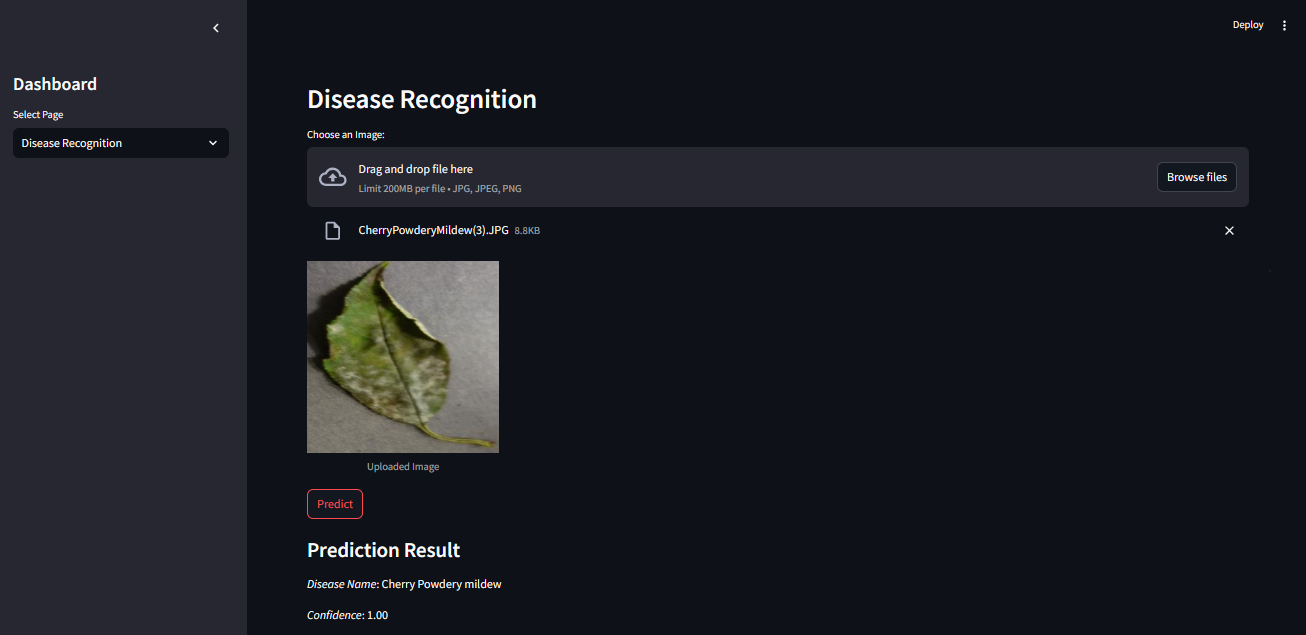 Deploy
Dashboard
Select Page
Disease Recognition
Disease Recognition
Choose an Image:
Drag and drop file here
Limit 200MB per file • JPG, JPEG, PNG
Browse files
CherryPowderyMildew(3).JPG 8.8KB
Uploaded Image
Predict
Prediction Result
Disease Name: Cherry Powdery mildew
Confidence: 1.00